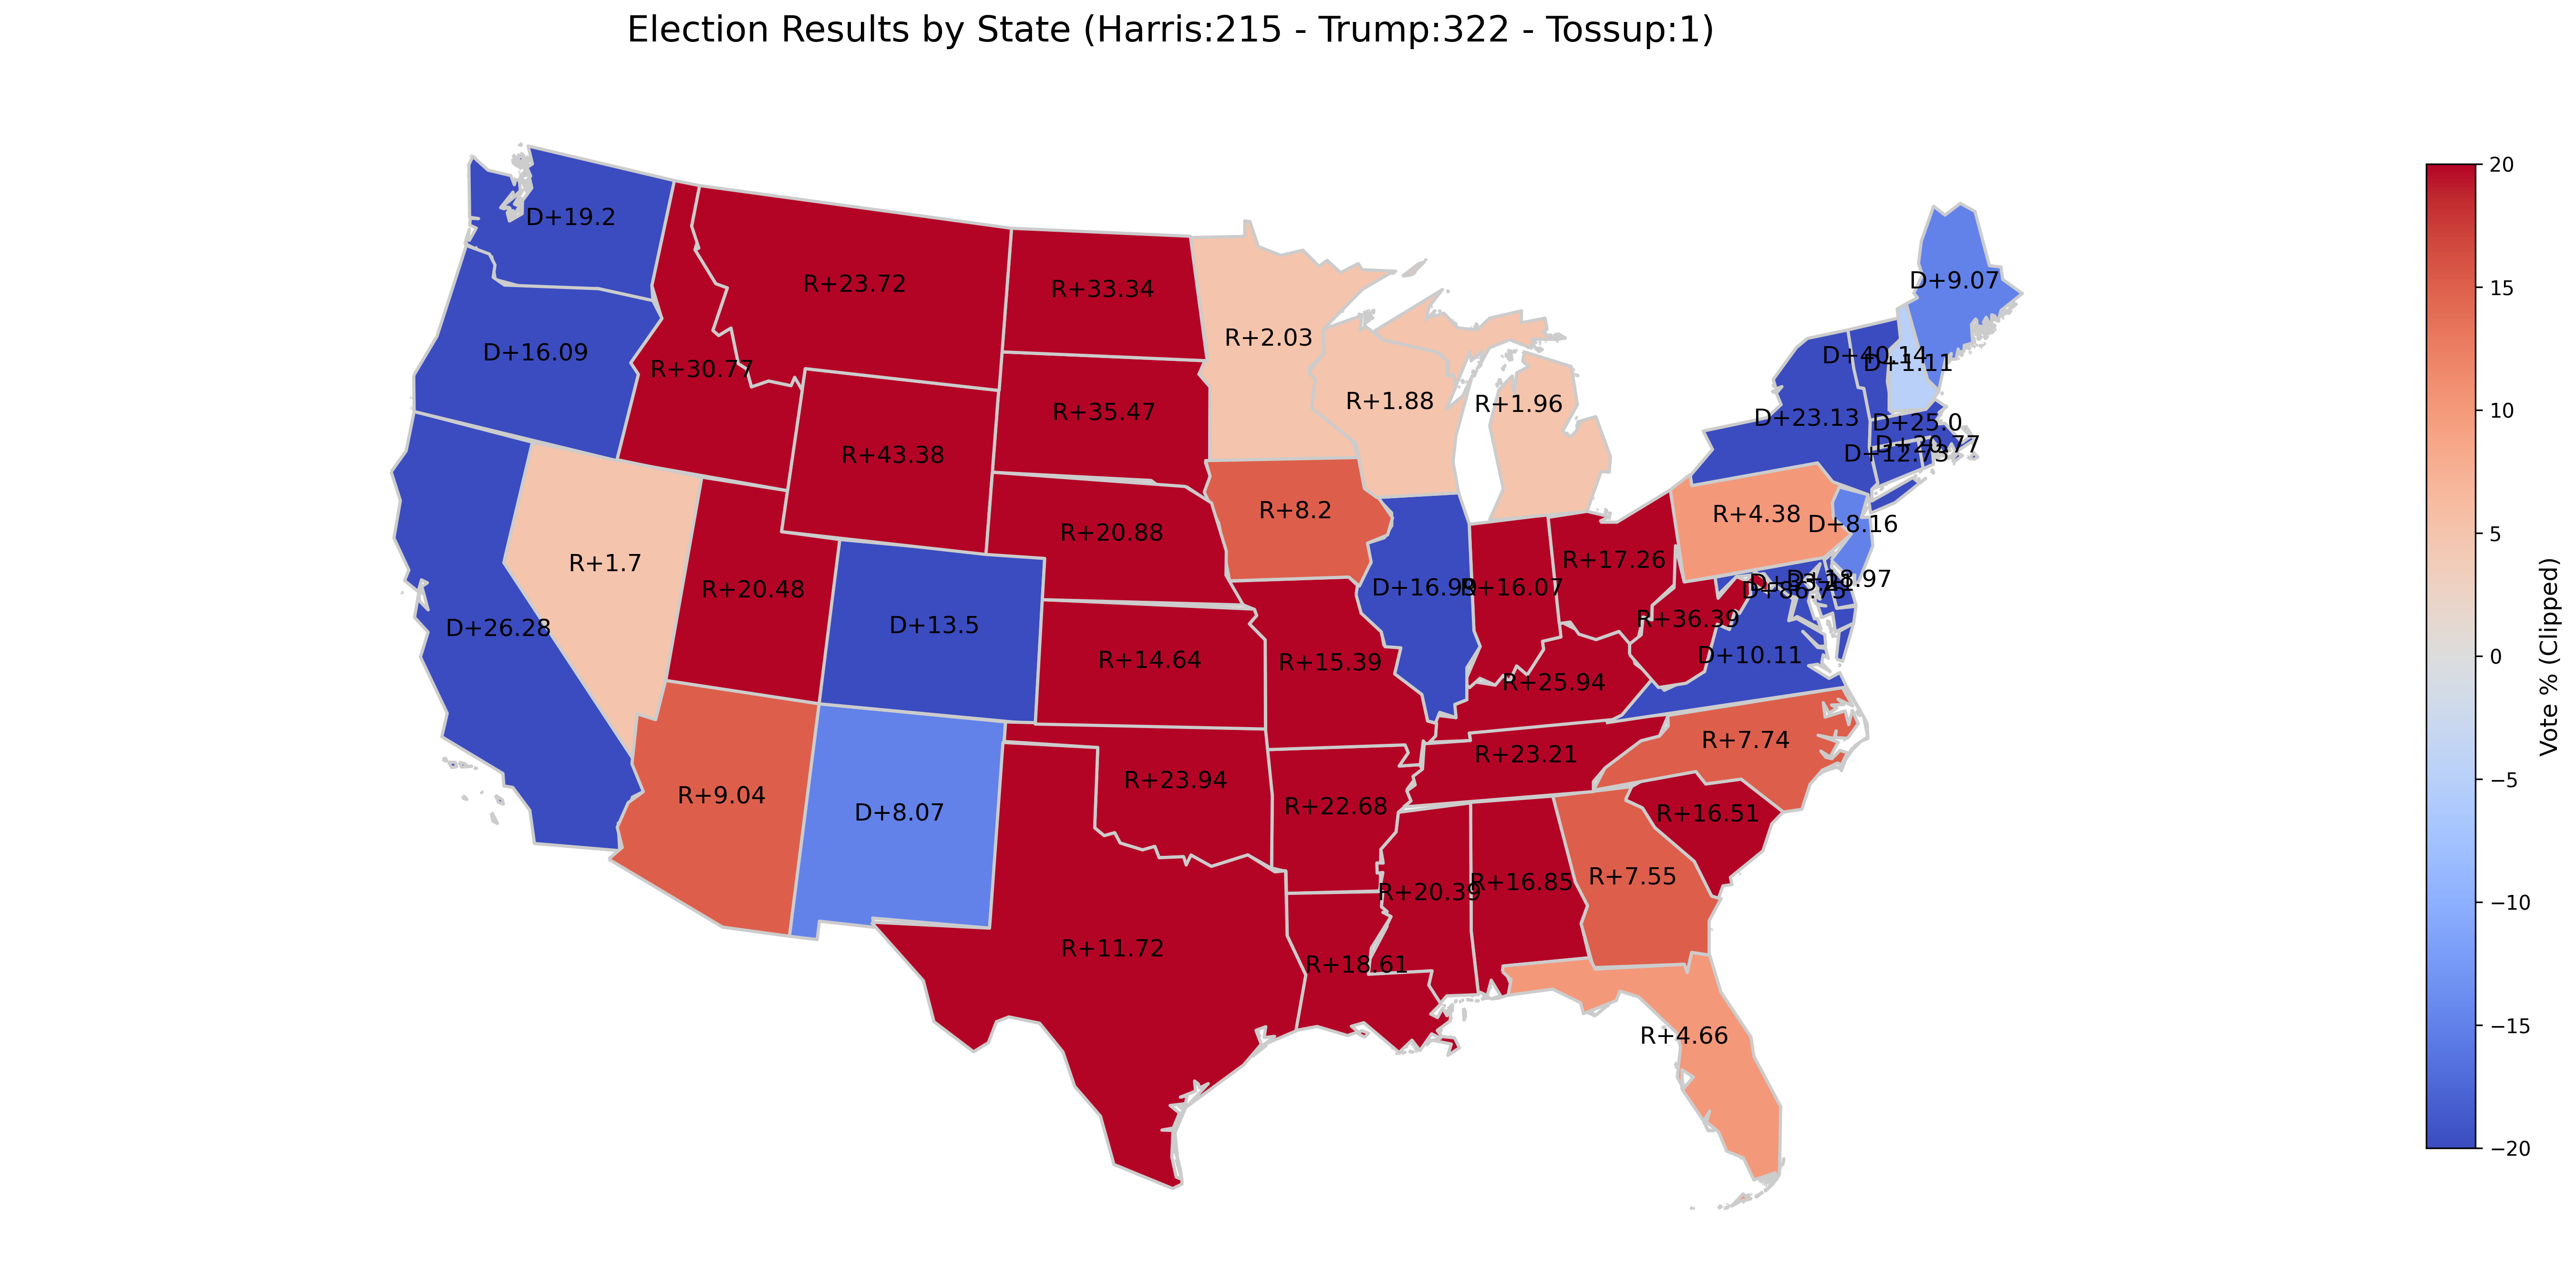 Election Results by State (Harris:215 - Trump:322 - Tossup:1)
D+19.2
R+23.72
R+33.34
D+9.07
R+2.03
D+16.09
D+40.14
D+1.11
R+30.77
R+1.88
R+1.96
R+35.47
D+23.13
D+25.0
D+20.77
D+12.73
R+43.38
R+8.2
R+4.38
D+8.16
R+20.88
R+1.7
R+17.26
R+20.48
D+16.99
R+16.07
D+18.97
D+86.75
D+26.28
D+13.5
R+36.39
R+14.64
R+15.39
D+10.11
R+25.94
R+7.74
R+23.21
R+23.94
R+9.04
D+8.07
R+22.68
R+16.51
R+20.39
R+16.85
R+7.55
R+11.72
R+18.61
R+4.66
20
15
10
5
0
−5
−10
−15
−20
Vote % (Clipped)